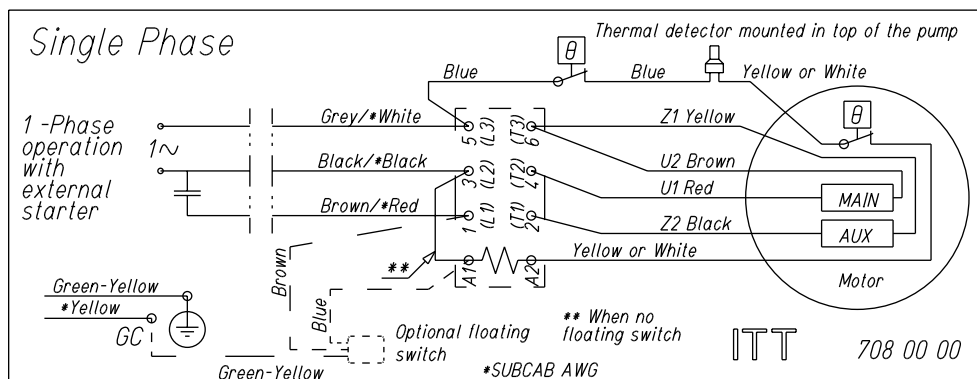 Single Phase
Thermal detector mounted in top of the pump
θ
Blue
Blue
Yellow or White
θ
1-Phase
operation
with
external
starter
1~
Grey/*White
5 (L3) (T3) 6
Z1 Yellow
Black/*Black
3 (L2) (T2) 4
U2 Brown
U1 Red
MAIN
Brown/*Red
1 (L1) (T1) 2
Z2 Black
AUX
**
A1 A2
Yellow or White
Motor
Brown
Blue
Green-Yellow
*Yellow
GC
Green-Yellow
Optional floating
switch
** When no
floating switch
*SUBCAB AWG
ITT
708 00 00